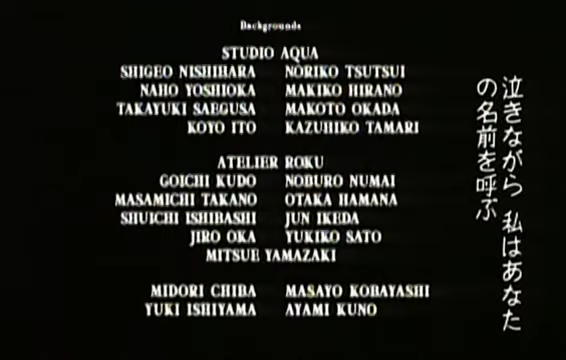 Backgrounds
STUDIO AQUA
SHIGEO NISHIHARA NORIKO TSUTSUI
NAHO YOSHIOKA MAKIKO HIRANO
TAKAYUKI SAEGUSA MAKOTO OKADA
KOYO ITO KAZUHIKO TAMARI
ATELIER ROKU
GOICHI KUDO NOBURO NUMAI
MASAMICHI TAKANO OTAKA HAMANA
SHUICHI ISHIBASHI JUN IKEDA
JIRO OKA YUKIKO SATO
MITSUE YAMAZAKI
MIDORI CHIBA MASAYO KOBAYASHI
YUKI ISHIYAMA AYAMI KUNO
泣きながら 私はあなた
の名前を呼ぶ